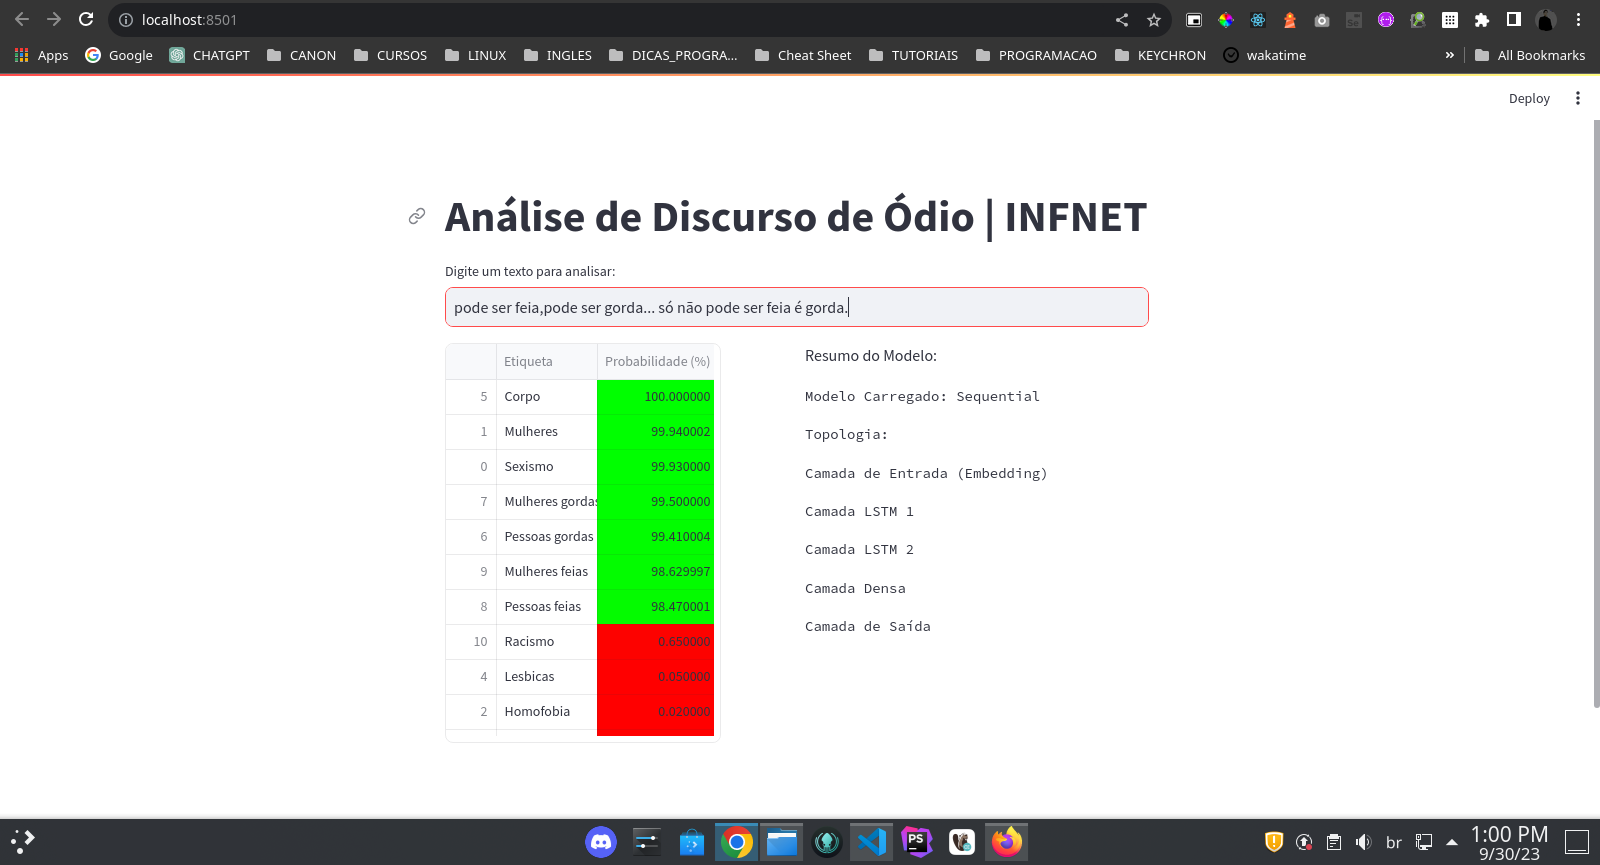 localhost:8501
Apps Google CHATGPT CANON CURSOS LINUX INGLES DICAS_PROGRA... Cheat Sheet TUTORIAIS PROGRAMACAO KEYCHRON wakatime » All Bookmarks
Deploy
Análise de Discurso de Ódio | INFNET
Digite um texto para analisar:
pode ser feia,pode ser gorda... só não pode ser feia é gorda.
Etiqueta Probabilidade (%)
5 Corpo 100.000000
1 Mulheres 99.940002
0 Sexismo 99.930000
7 Mulheres gordas 99.500000
6 Pessoas gordas 99.410004
9 Mulheres feias 98.629997
8 Pessoas feias 98.470001
10 Racismo 0.650000
4 Lesbicas 0.050000
2 Homofobia 0.020000
Resumo do Modelo:
Modelo Carregado: Sequential
Topologia:
Camada de Entrada (Embedding)
Camada LSTM 1
Camada LSTM 2
Camada Densa
Camada de Saída
PS
br
1:00 PM
9/30/23